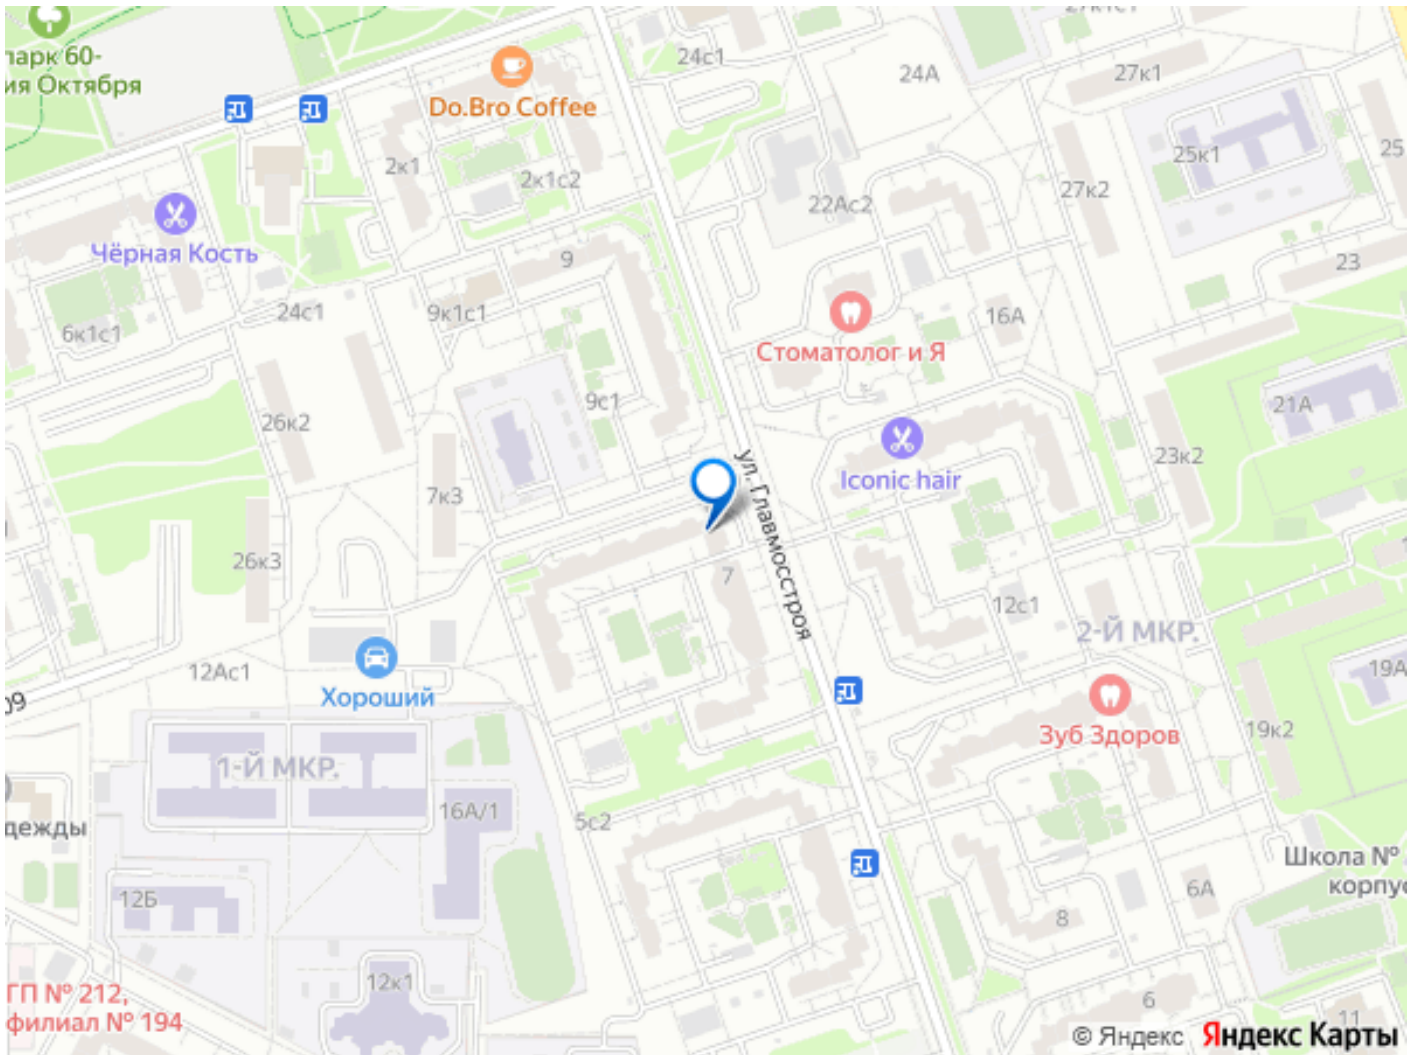 парк 60-
ия Октября
Do.Bro Coffee
24с1
24А
27к1
25к1
25
2к1
2к1с2
22Ас2
27к2
Чёрная Кость
9
23
6к1с1
24с1
9к1с1
16А
Стоматолог и Я
9с1
21А
26к2
Iconic hair
23к2
7к3
ул. Главмосстроя
26к3
7
12с1
2-Й МКР.
12Ас1
Хороший
19А
Зуб Здоров
19к2
1-Й МКР.
16А/1
5с2
дежды
Школа №
корпус
12Б
6А
8
12к1
ГП № 212,
филиал № 194
6
11
© Яндекс Яндекс Карты